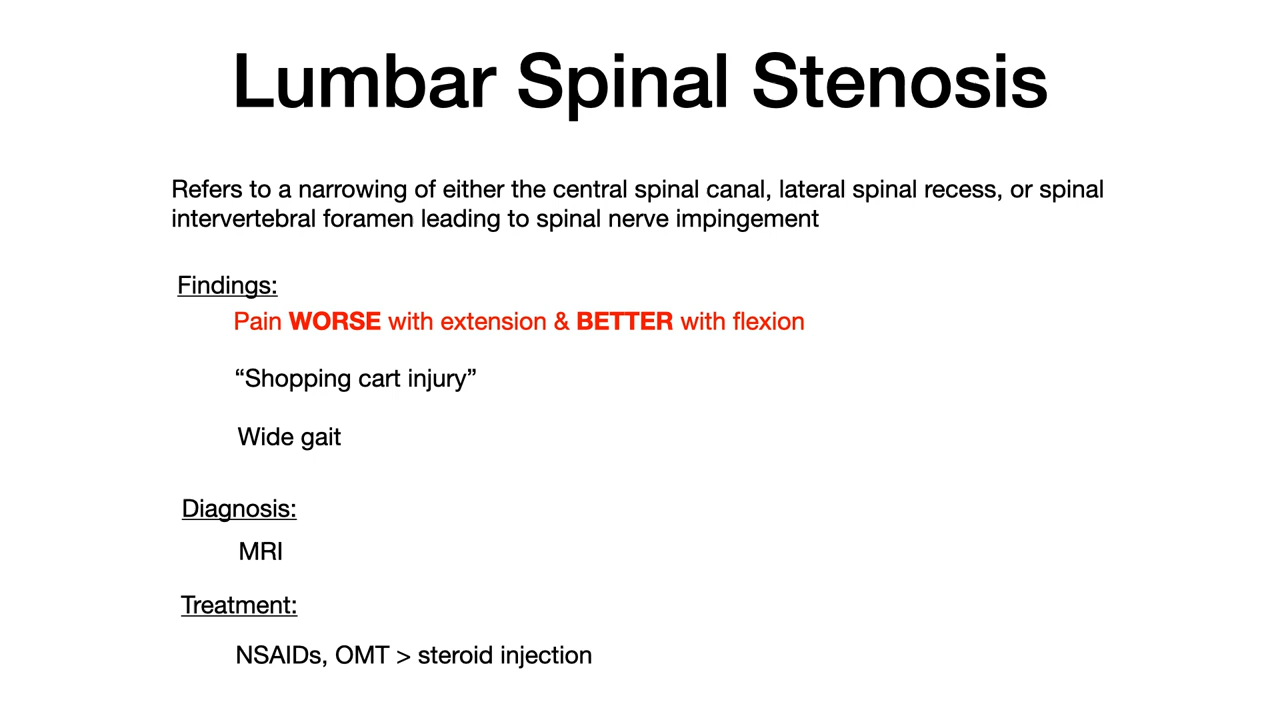 Lumbar Spinal Stenosis
Refers to a narrowing of either the central spinal canal, lateral spinal recess, or spinal
intervertebral foramen leading to spinal nerve impingement
Findings:
Pain WORSE with extension & BETTER with flexion
“Shopping cart injury”
Wide gait
Diagnosis:
MRI
Treatment:
NSAIDs, OMT > steroid injection